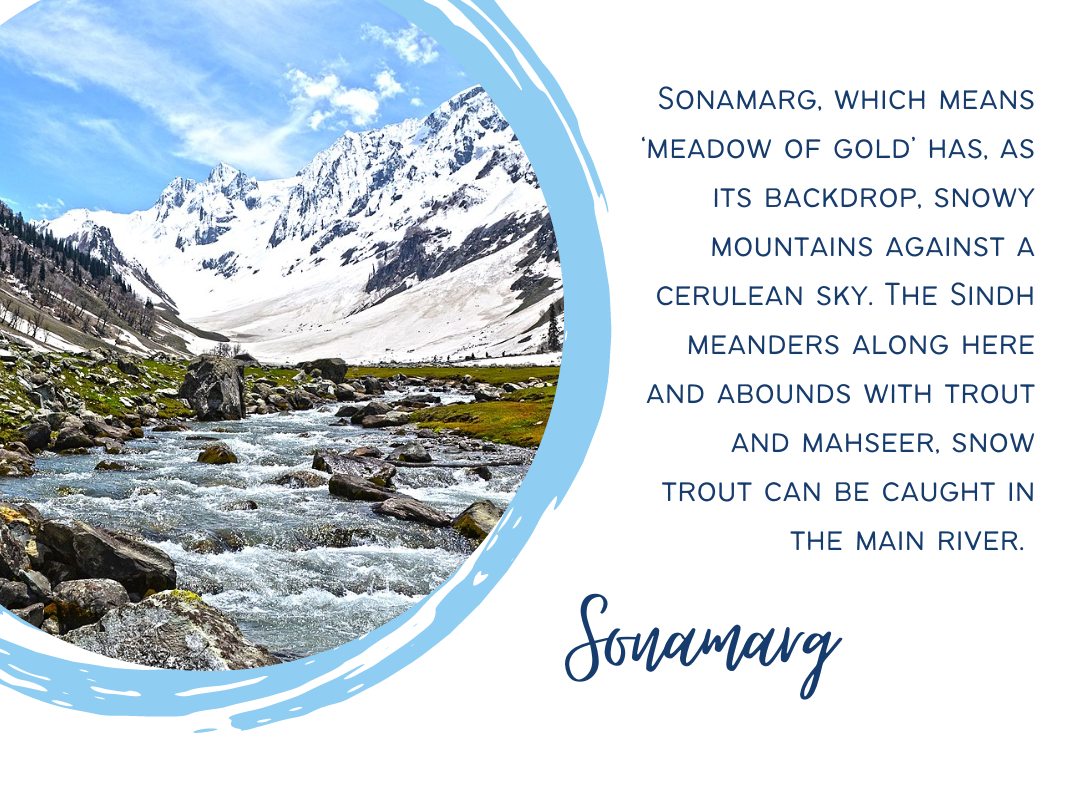 Sonamarg, which means
‘meadow of gold’ has, as
its backdrop, snowy
mountains against a
cerulean sky. The Sindh
meanders along here
and abounds with trout
and mahseer, snow
trout can be caught in
the main river.
Sonamarg